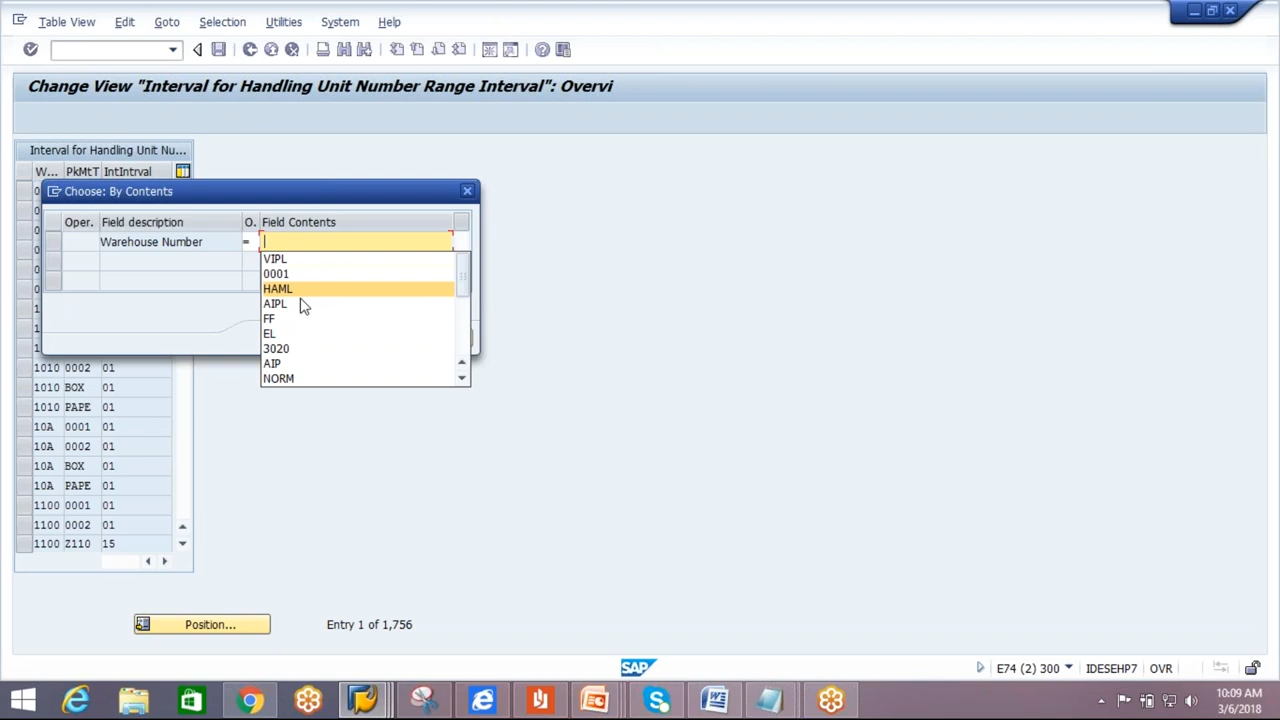 Table View Edit Goto Selection Utilities System Help
Change View "Interval for Handling Unit Number Range Interval": Overvi
Interval for Handling Unit Nu...
W... PkMtT IntIntrval
Choose: By Contents
Oper. Field description O. Field Contents
Warehouse Number =
VIPL
0001
HAML
AIPL
FF
EL
3020
AIP
NORM
1010 0002 01
1010 BOX 01
1010 PAPE 01
10A 0001 01
10A 0002 01
10A BOX 01
10A PAPE 01
1100 0001 01
1100 0002 01
1100 Z110 15
Position... Entry 1 of 1,756
SAP E74 (2) 300 IDESEHP7 OVR
10:09 AM
3/6/2018